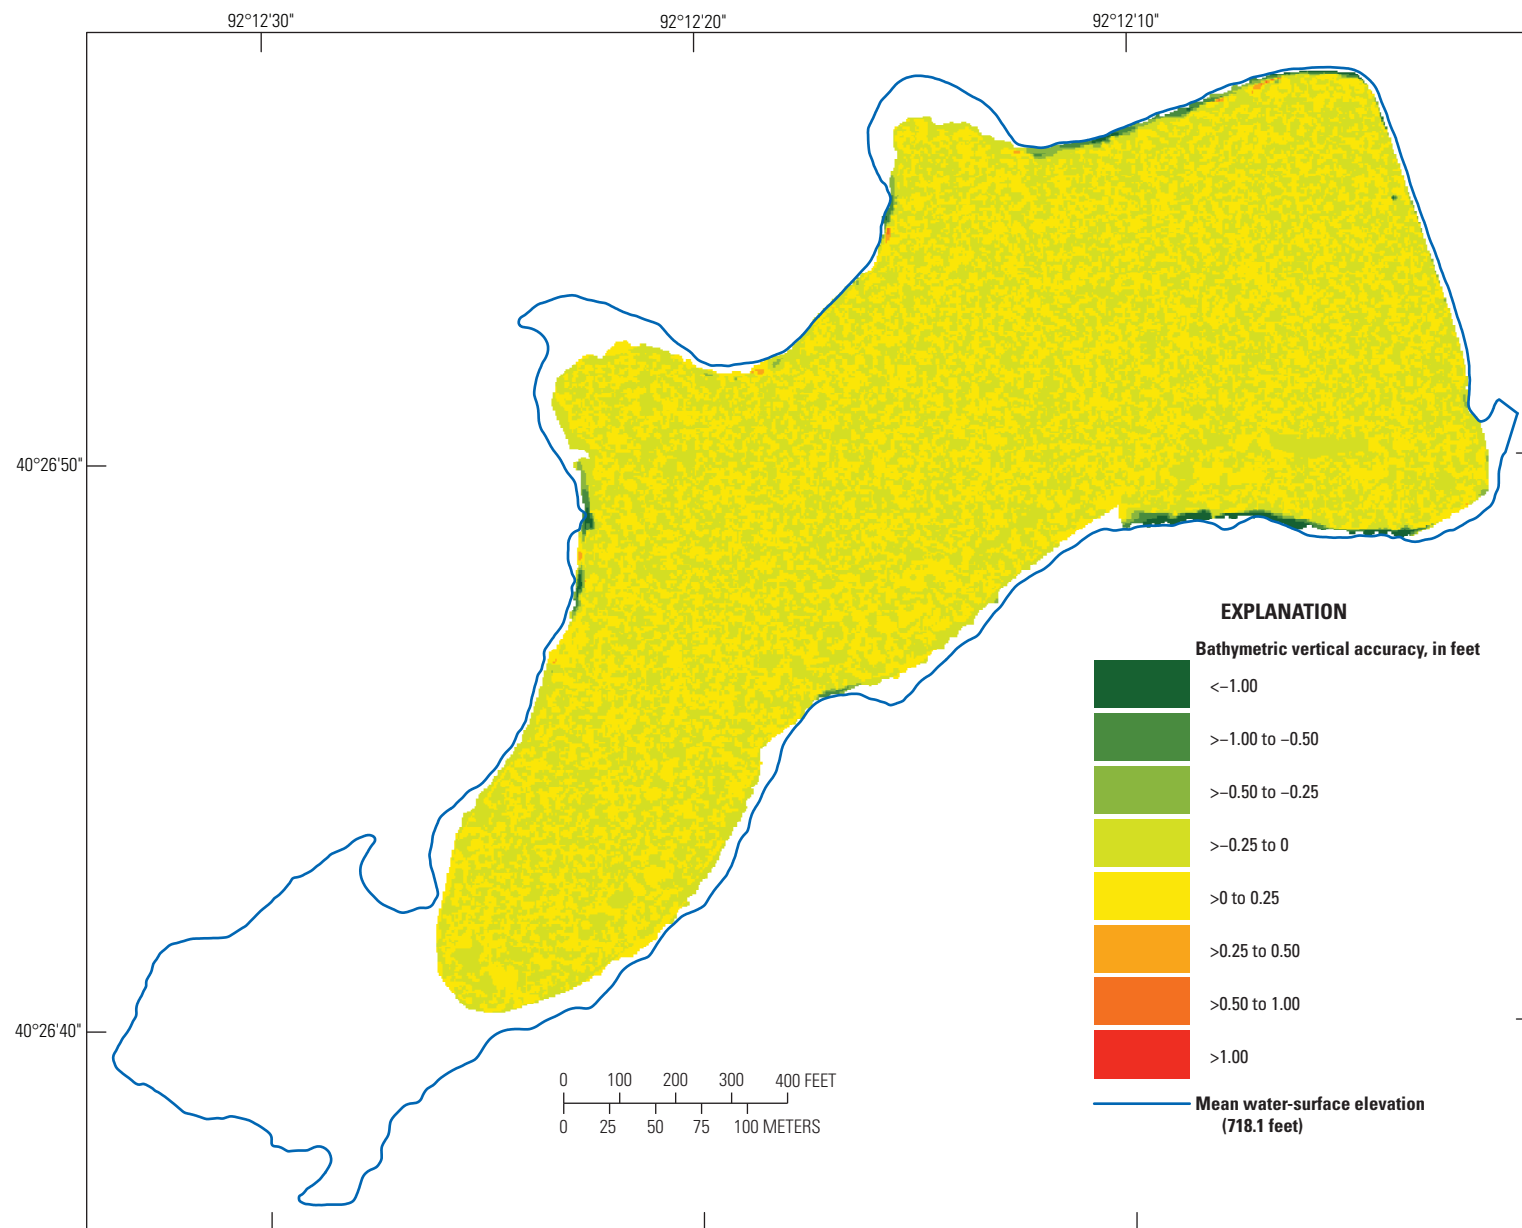 92°12'30" 92°12'20" 92°12'10"
40°26'50"
40°26'40"
EXPLANATION
Bathymetric vertical accuracy, in feet
<−1.00
>−1.00 to −0.50
>−0.50 to −0.25
>−0.25 to 0
>0 to 0.25
>0.25 to 0.50
>0.50 to 1.00
>1.00
Mean water-surface elevation
(718.1 feet)
0 100 200 300 400 FEET
0 25 50 75 100 METERS